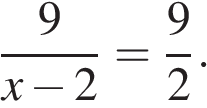 9/(x − 2) = 9/2.